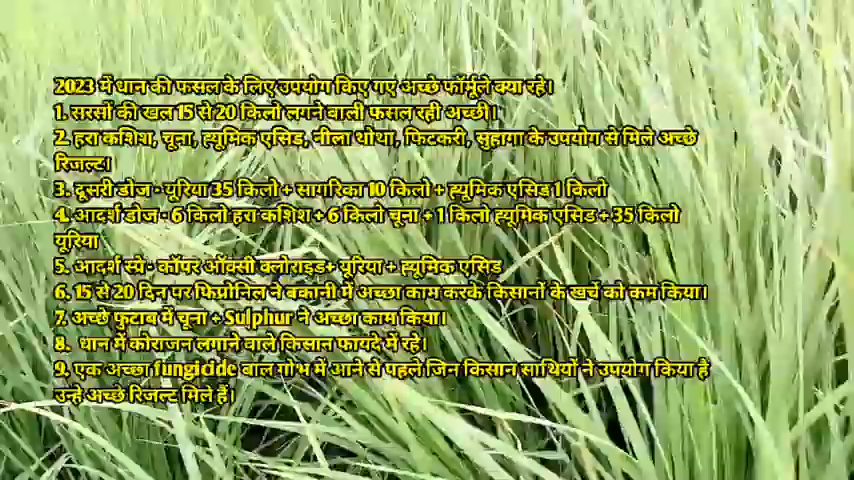 2023 में धान की फसल के लिए उपयोग किए गए अच्छे फॉर्मूले क्या रहे।
1. सरसों की खल 15 से 20 किलो लगने वाली फसल रही अच्छी।
2. हरा कशिश, चूना, ह्यूमिक एसिड, नीला थोथा, फिटकरी, सुहागा के उपयोग से मिले अच्छे
रिजल्ट।
3. दूसरी डोज - यूरिया 35 किलो + सागरिका 10 किलो + ह्यूमिक एसिड 1 किलो
4. आदर्श डोज - 6 किलो हरा कशिश + 6 किलो चूना + 1 किलो ह्यूमिक एसिड + 35 किलो
यूरिया
5. आदर्श स्प्रे - कॉपर ऑक्सी क्लोराइड+ यूरिया + ह्यूमिक एसिड
6. 15 से 20 दिन पर फिप्रोनिल ने बकानी में अच्छा काम करके किसानों के खर्चे को कम किया।
7. अच्छे फुटाब में चूना + Sulphur ने अच्छा काम किया।
8. धान में कोराजन लगाने वाले किसान फायदे में रहे।
9. एक अच्छा fungicide बाल गोभ में आने से पहले जिन किसान साथियों ने उपयोग किया है
उन्हे अच्छे रिजल्ट मिले हैं।